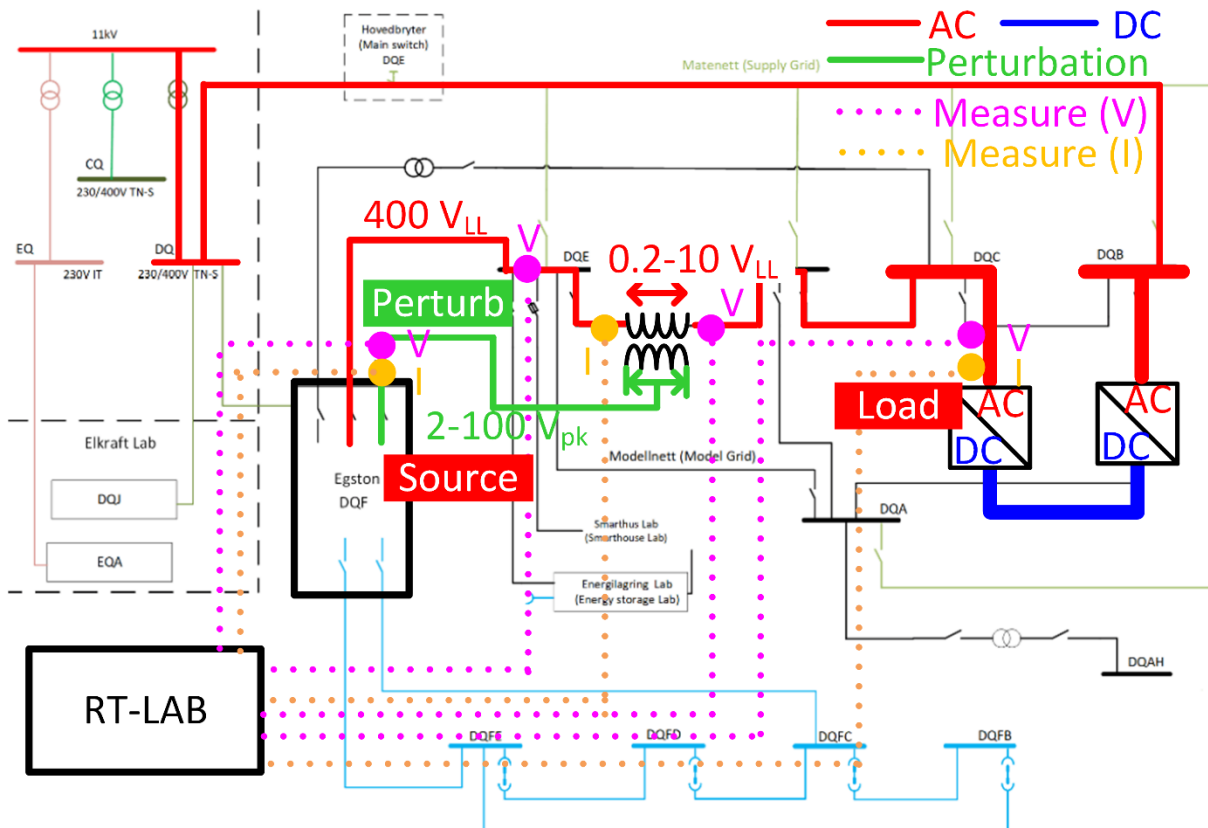 11kV
Hovedbryter
(Main switch)
DQE
AC
DC
Matenett (Supply Grid)
Perturbation
Measure (V)
Measure (I)
CQ
230/400V TN-S
EQ
230V IT
DQ
230/400V TN-S
400 VLL
V
DQE
0.2-10 VLL
V
DQC
DQB
Perturb
V
I
I
V
I
2-100 Vpk
Load
AC
DC
AC
DC
Elkraft Lab
DQJ
EQA
Egston
DQF
Source
Modellnett (Model Grid)
DQA
Smarthus Lab
(Smarthouse Lab)
Energilagring Lab
(Energy storage Lab)
DQAH
RT-LAB
DQFE
DQFD
DQFC
DQFB